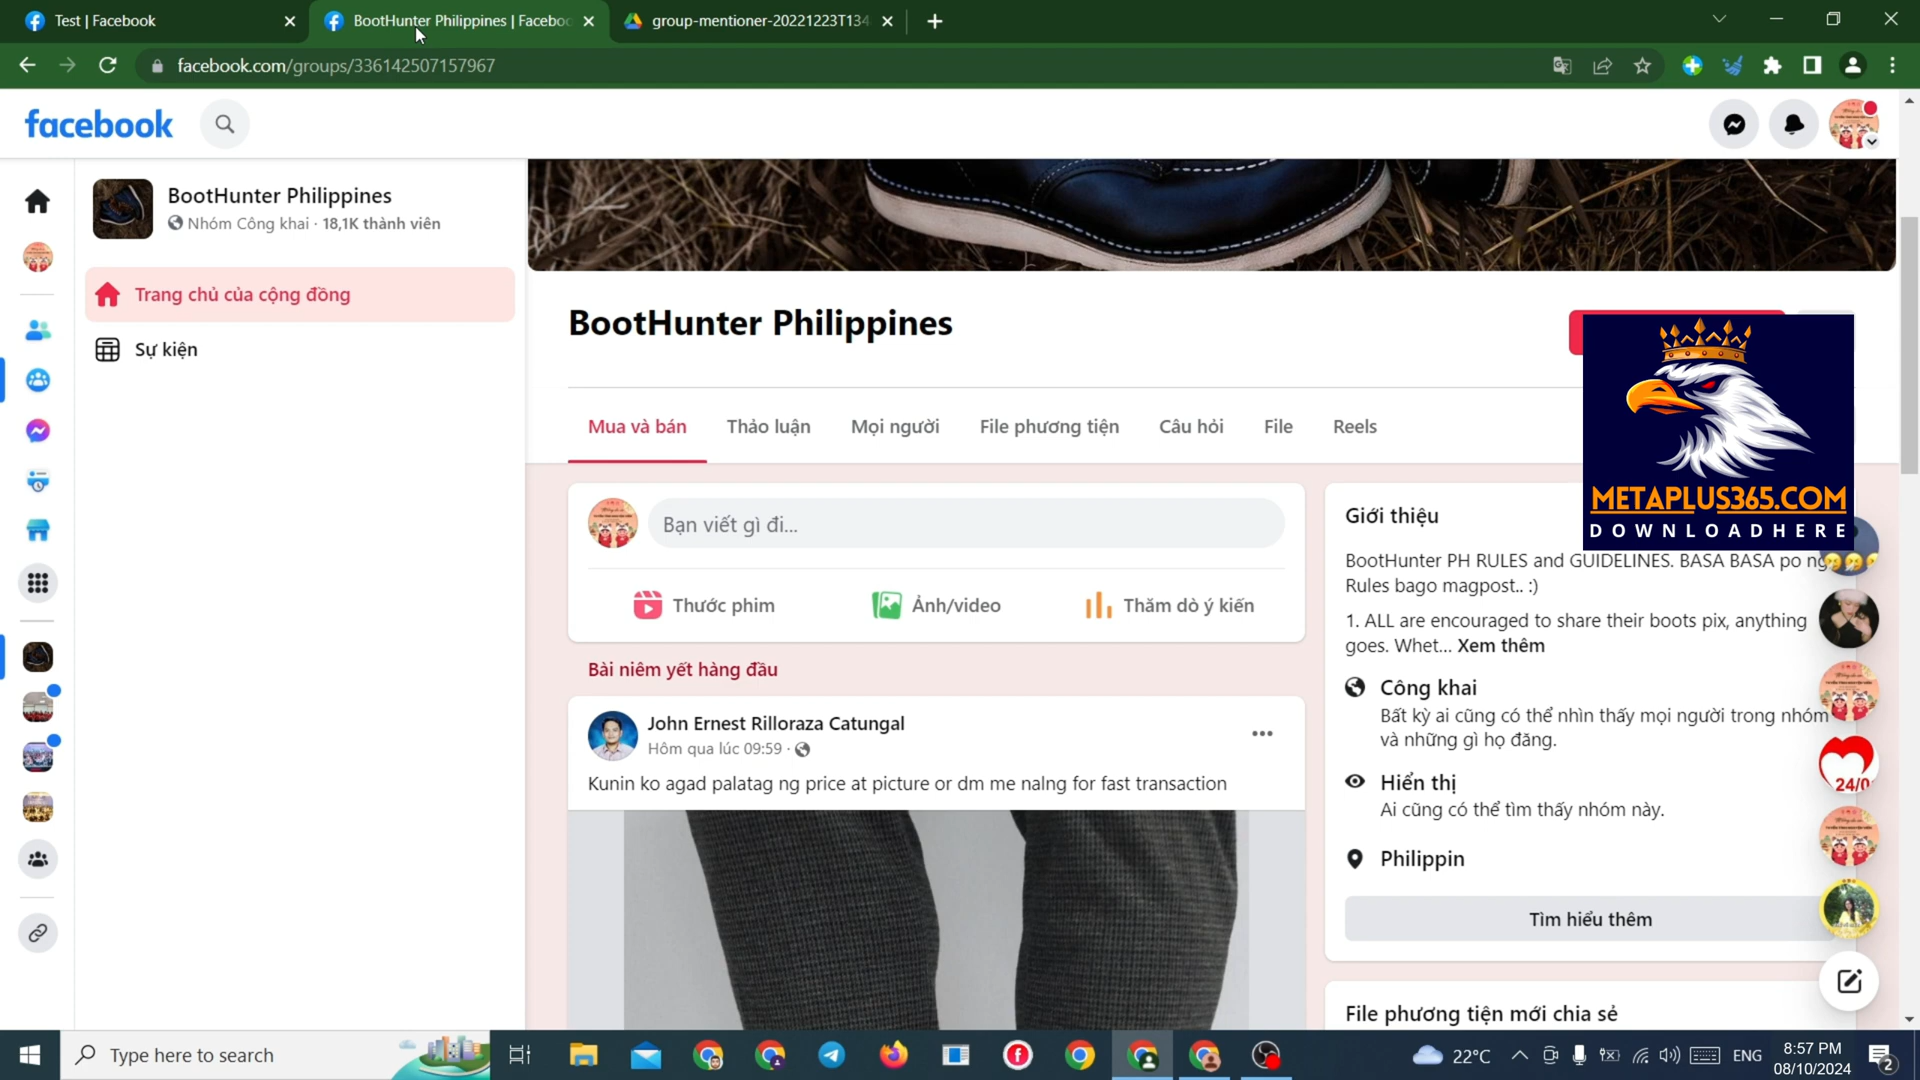 Test | Facebook
BootHunter Philippines | Faceboo
group-mentioner-20221223T134
facebook.com/groups/336142507157967
facebook
BootHunter Philippines
Nhóm Công khai · 18,1K thành viên
Trang chủ của cộng đồng
Sự kiện
BootHunter Philippines
Mua và bán
Thảo luận
Mọi người
File phương tiện
Câu hỏi
File
Reels
METAPLUS365.COM
DOWNLOADHERE
Bạn viết gì đi...
Thước phim
Ảnh/video
Thăm dò ý kiến
Bài niêm yết hàng đầu
John Ernest Rilloraza Catungal
Hôm qua lúc 09:59 ·
Kunin ko agad palatag ng price at picture or dm me nalng for fast transaction
Giới thiệu
BootHunter PH RULES and GUIDELINES. BASA BASA po ng
Rules bago magpost.. :)
1. ALL are encouraged to share their boots pix, anything
goes. Whet... Xem thêm
Công khai
Bất kỳ ai cũng có thể nhìn thấy mọi người trong nhóm
và những gì họ đăng.
Hiển thị
Ai cũng có thể tìm thấy nhóm này.
Philippin
Tìm hiểu thêm
File phương tiện mới chia sẻ
24/0
Type here to search
22°C
ENG
8:57 PM
08/10/2024
2